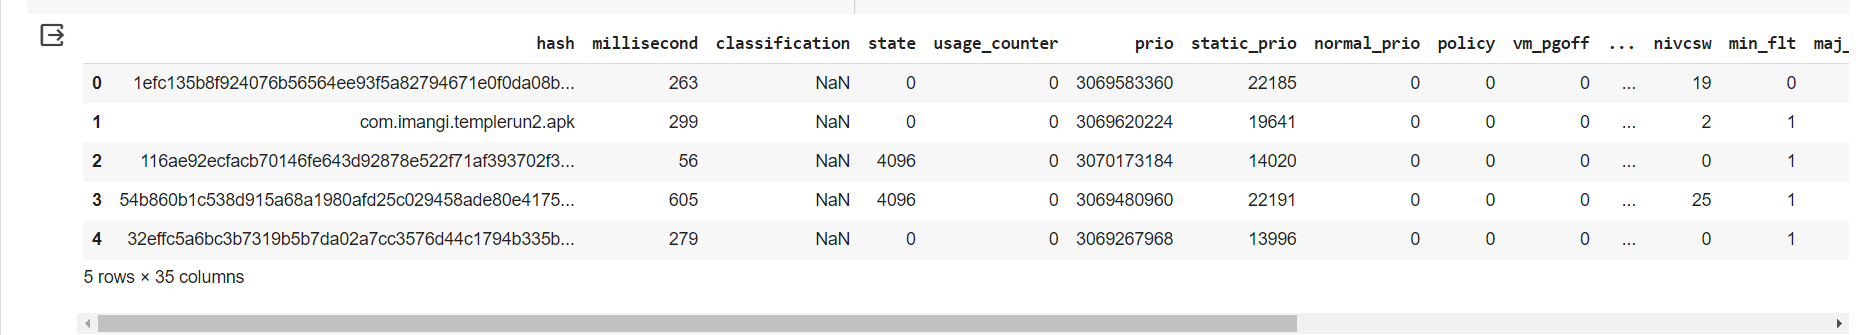 hash millisecond classification state usage_counter prio static_prio normal_prio policy vm_pgoff ... nivcsw min_flt maj_
0 1efc135b8f924076b56564ee93f5a82794671e0f0da08b... 263 NaN 0 0 3069583360 22185 0 0 0 ... 19 0
1 com.imangi.templerun2.apk 299 NaN 0 0 3069620224 19641 0 0 0 ... 2 1
2 116ae92ecfacb70146fe643d92878e522f71af393702f3... 56 NaN 4096 0 3070173184 14020 0 0 0 ... 0 1
3 54b860b1c538d915a68a1980afd25c029458ade80e4175... 605 NaN 4096 0 3069480960 22191 0 0 0 ... 25 1
4 32effc5a6bc3b7319b5b7da02a7cc3576d44c1794b335b... 279 NaN 0 0 3069267968 13996 0 0 0 ... 0 1
5 rows × 35 columns